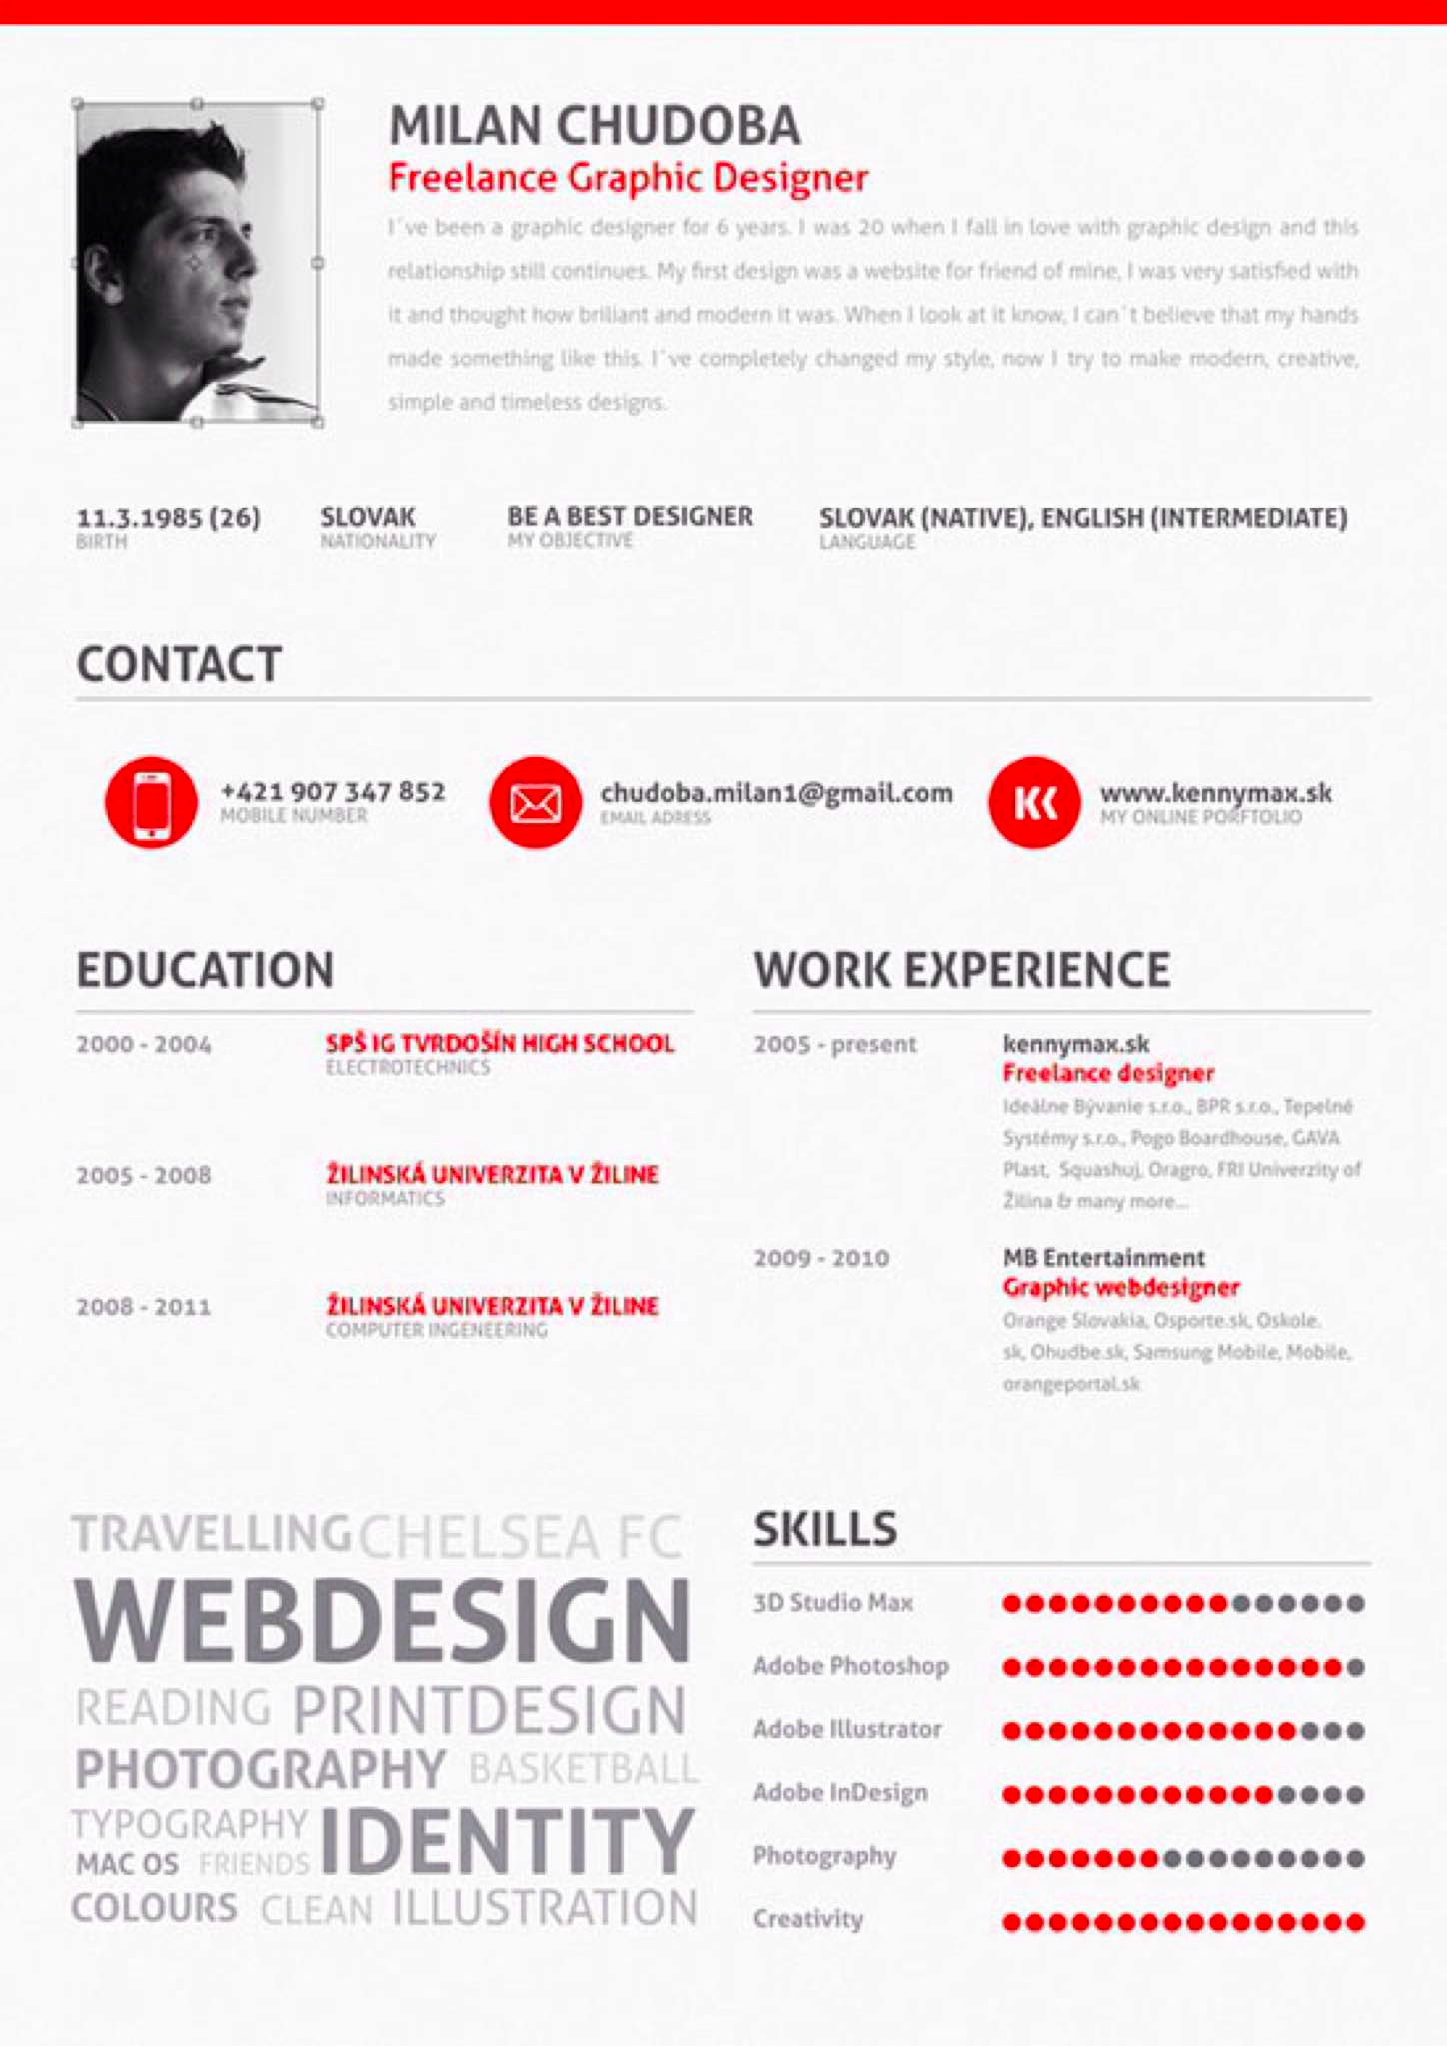 MILAN CHUDOBA
Freelance Graphic Designer
I´ve been a graphic designer for 6 years. I was 20 when I fall in love with graphic design and this
relationship still continues. My first design was a website for friend of mine, I was very satisfied with
it and thought how brilliant and modern it was. When I look at it know, I can´t believe that my hands
made something like this. I´ve completely changed my style, now I try to make modern, creative,
simple and timeless designs.
11.3.1985 (26)
BIRTH
SLOVAK
NATIONALITY
BE A BEST DESIGNER
MY OBJECTIVE
SLOVAK (NATIVE), ENGLISH (INTERMEDIATE)
LANGUAGE
CONTACT
+421 907 347 852
MOBILE NUMBER
chudoba.milan1@gmail.com
EMAIL ADRESS
www.kennymax.sk
MY ONLINE PORFTOLIO
EDUCATION
2000 - 2004
SPŠ IG TVRDOŠÍN HIGH SCHOOL
ELECTROTECHNICS
2005 - 2008
ŽILINSKÁ UNIVERZITA V ŽILINE
INFORMATICS
2008 - 2011
ŽILINSKÁ UNIVERZITA V ŽILINE
COMPUTER INGENEERING
WORK EXPERIENCE
2005 - present
kennymax.sk
Freelance designer
Ideálne Bývanie s.r.o., BPR s.r.o., Tepelné
Systémy s.r.o., Pogo Boardhouse, GAVA
Plast, Squashuj, Oragro, FRI Univerzity of
Žilina & many more...
2009 - 2010
MB Entertainment
Graphic webdesigner
Orange Slovakia, Osporte.sk, Oskole.
sk, Ohudbe.sk, Samsung Mobile, Mobile,
orangeportal.sk
TRAVELLING CHELSEA FC
WEBDESIGN
READING PRINTDESIGN
PHOTOGRAPHY BASKETBALL
TYPOGRAPHY IDENTITY
MAC OS FRIENDS
COLOURS CLEAN ILLUSTRATION
SKILLS
3D Studio Max
Adobe Photoshop
Adobe Illustrator
Adobe InDesign
Photography
Creativity